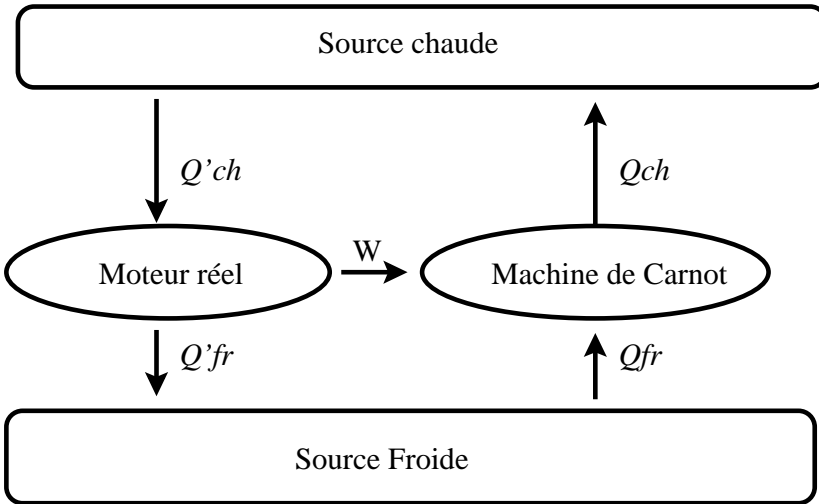 Source chaude
Q’ch
Qch
W
Moteur réel
Machine de Carnot
Q’fr
Qfr
Source Froide